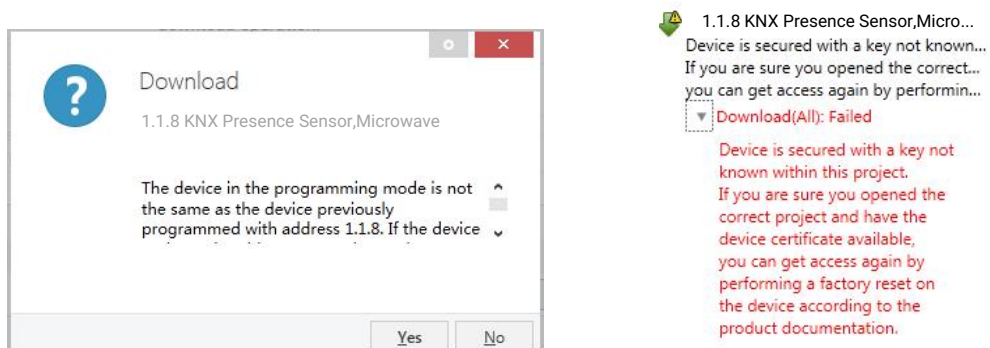 Download
1.1.8 KNX Presence Sensor,Microwave
The device in the programming mode is not
the same as the device previously
programmed with address 1.1.8. If the device
Yes
No
1.1.8 KNX Presence Sensor,Micro...
Device is secured with a key not known...
If you are sure you opened the correct...
you can get access again by performin...
Download(All): Failed
Device is secured with a key not
known within this project.
If you are sure you opened the
correct project and have the
device certificate available,
you can get access again by
performing a factory reset on
the device according to the
product documentation.